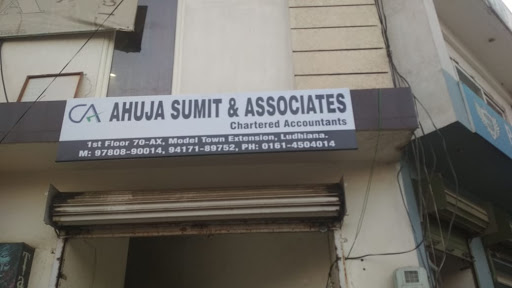 CA AHUJA SUMIT & ASSOCIATES
Chartered Accountants
1st Floor 70-AX, Model Town Extension, Ludhiana.
M: 97808-90014, 94171-89752, PH: 0161-4504014